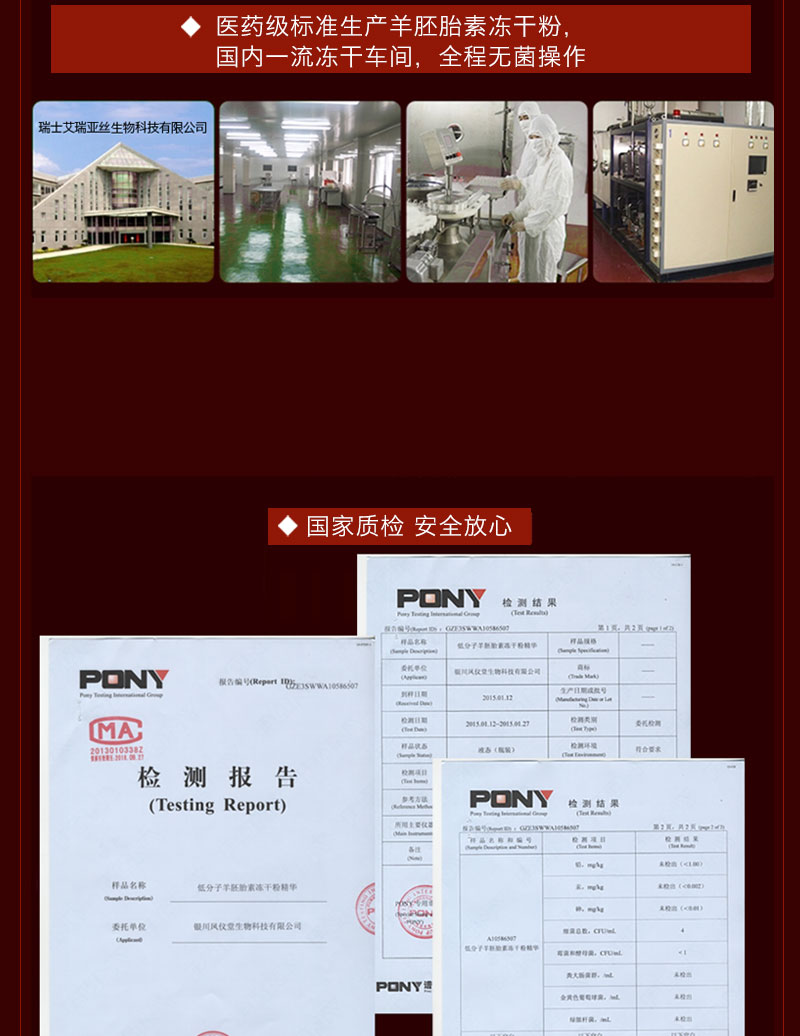 医药级标准生产羊胚胎素冻干粉，
国内一流冻干车间，全程无菌操作
瑞士艾瑞亚丝生物科技有限公司
国家质检 安全放心
PONY
Pony Testing International Group
检 测 结 果
(Test Results)
报告编号(Report ID)：GZE3SWWA10586507
第 1 页，共 2 页 (page 1 of 2)
样品名称
(Sample Description)
低分子羊胚胎素冻干粉精华
样品规格
(Sample Specification)
——
委托单位
(Applicant)
银川凤仪堂生物科技有限公司
商标
(Trade Mark)
——
到样日期
(Received Date)
2015.01.12
生产日期或批号
(Manufacturing Date or Lot No.)
——
检测日期
(Test Date)
2015.01.12~2015.01.27
检测类别
(Test Type)
委托检测
样品状态
(Sample Status)
液态（瓶装）
检测环境
(Test Environment)
符合要求
检测项目
(Test Items)
参考方法
(Reference Metho
所用主要仪器
(Main Instrumen
备注
(Note)
PONY
PONY
Pony Testing International Group
报告编号(Report ID)：
GZE3SWWA10586507
MA
2013010338Z
检 测 报 告
(Testing Report)
样品名称
(Sample Description)
低分子羊胚胎素冻干粉精华
委托单位
(Applicant)
银川凤仪堂生物科技有限公司
PONY
Pony Testing International Group
检 测 结 果
(Test Results)
报告编号(Report ID)：GZE3SWWA10586507
第 2 页，共 2 页 (page 2 of 2)
样 品 名 称 和 编 号
(Sample Description and Number)
检 测 项 目
(Test Items)
检 测 结 果
(Test Result)
A10586507
低分子羊胚胎素冻干粉精华
铅，mg/kg
未检出（<1.00）
汞，mg/kg
未检出（<0.002）
砷，mg/kg
未检出（<0.01）
细菌总数，CFU/mL
4
霉菌和酵母菌，CFU/mL
<1
粪大肠菌群，/mL
未检出
金黄色葡萄球菌，/mL
未检出
绿脓杆菌，/mL
未检出